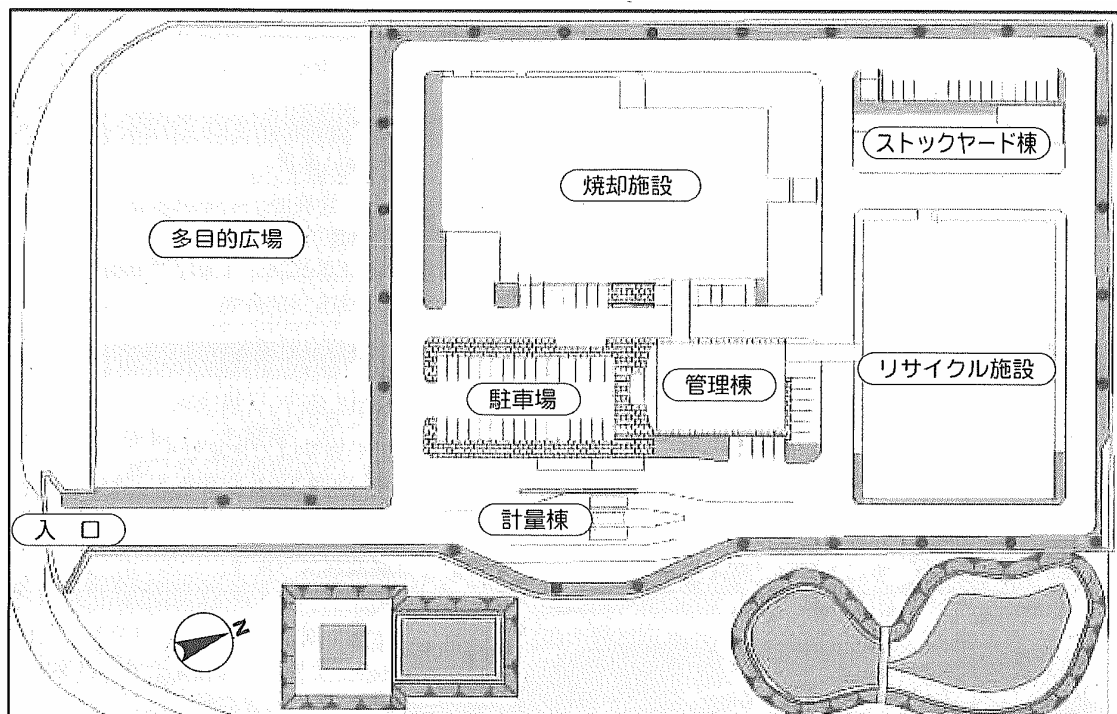 ストックヤード棟
焼却施設
多目的広場
リサイクル施設
管理棟
駐車場
計量棟
入口
N